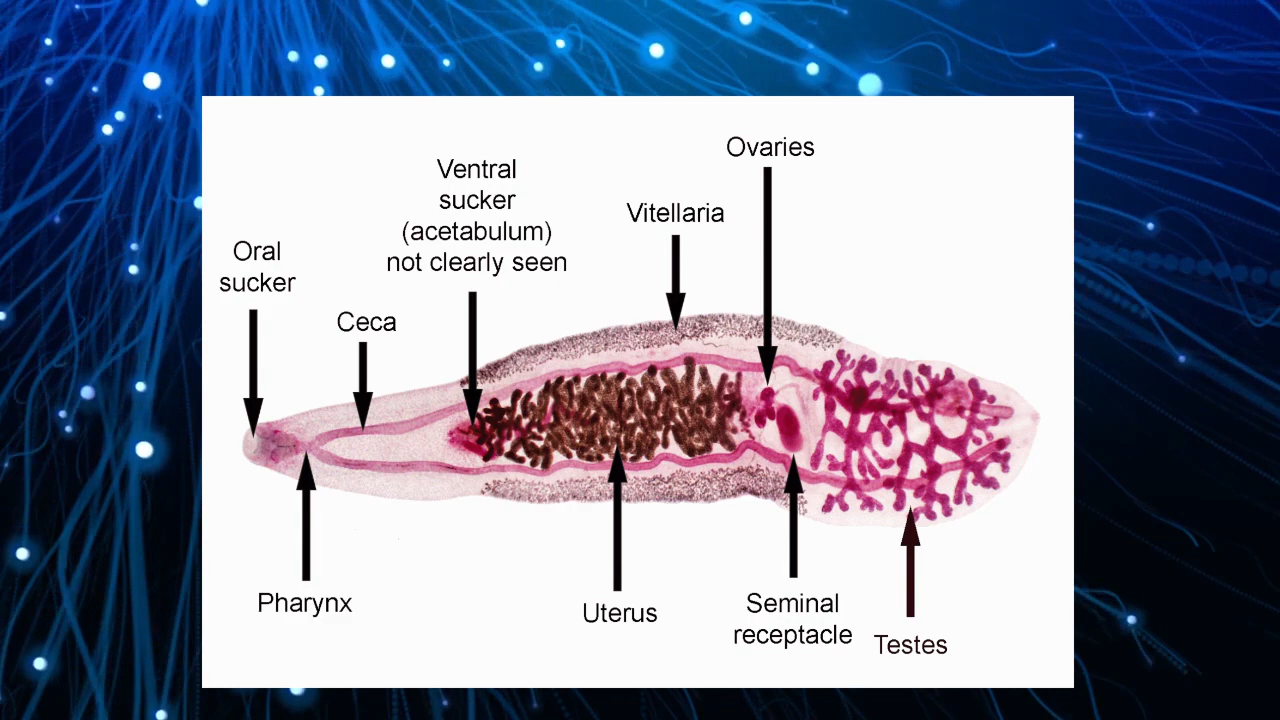 Ovaries
Ventral
sucker
(acetabulum)
not clearly seen
Vitellaria
Oral
sucker
Ceca
Pharynx
Uterus
Seminal
receptacle
Testes